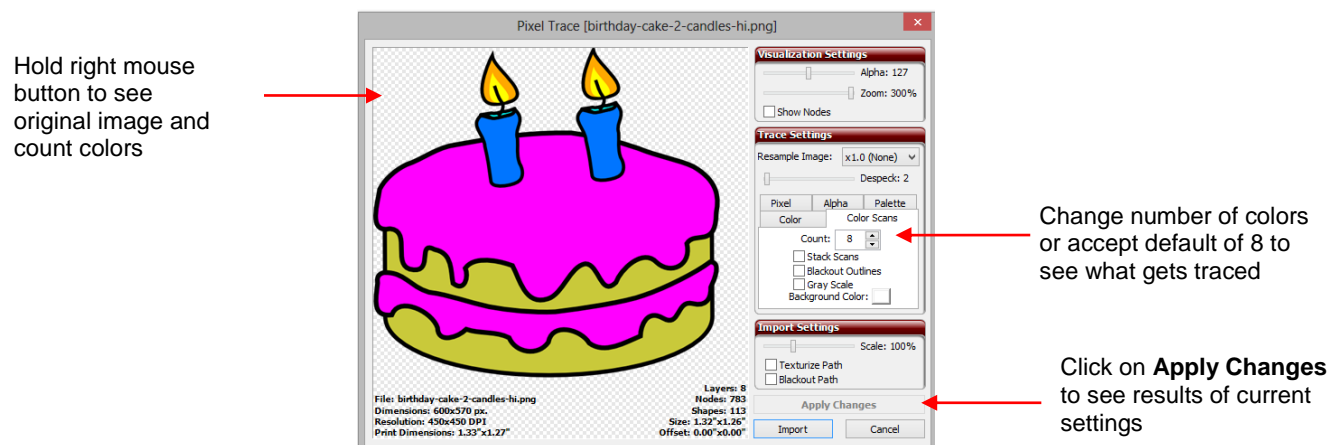 Pixel Trace [birthday-cake-2-candles-hi.png]
×
Hold right mouse
button to see
original image and
count colors
Visualization Settings
Alpha: 127
Zoom: 300%
Show Nodes
Trace Settings
Resample Image: x1.0 (None)
Despeck: 2
Pixel Alpha Palette
Color Color Scans
Count: 8
Stack Scans
Blackout Outlines
Gray Scale
Background Color:
Change number of colors
or accept default of 8 to
see what gets traced
Import Settings
Scale: 100%
Texturize Path
Blackout Path
Apply Changes
Import Cancel
Click on Apply Changes
to see results of current
settings
Layers: 8
File: birthday-cake-2-candles-hi.png Nodes: 783
Dimensions: 600x570 px. Shapes: 113
Resolution: 450x450 DPI Size: 1.32"x1.26"
Print Dimensions: 1.33"x1.27" Offset: 0.00"x0.00"